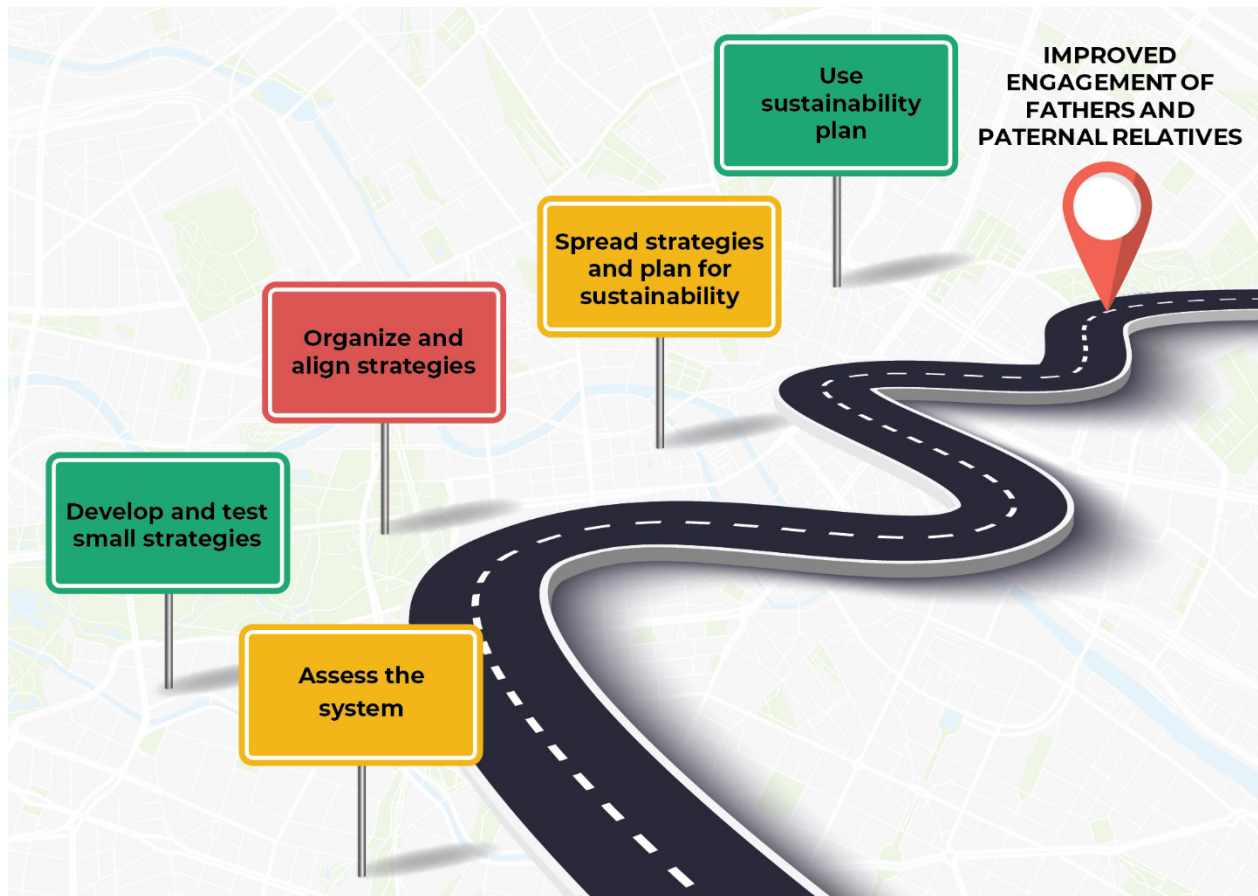 Use
sustainability
plan
IMPROVED
ENGAGEMENT OF
FATHERS AND
PATERNAL RELATIVES
Spread strategies
and plan for
sustainability
Organize and
align strategies
Develop and test
small strategies
Assess the
system